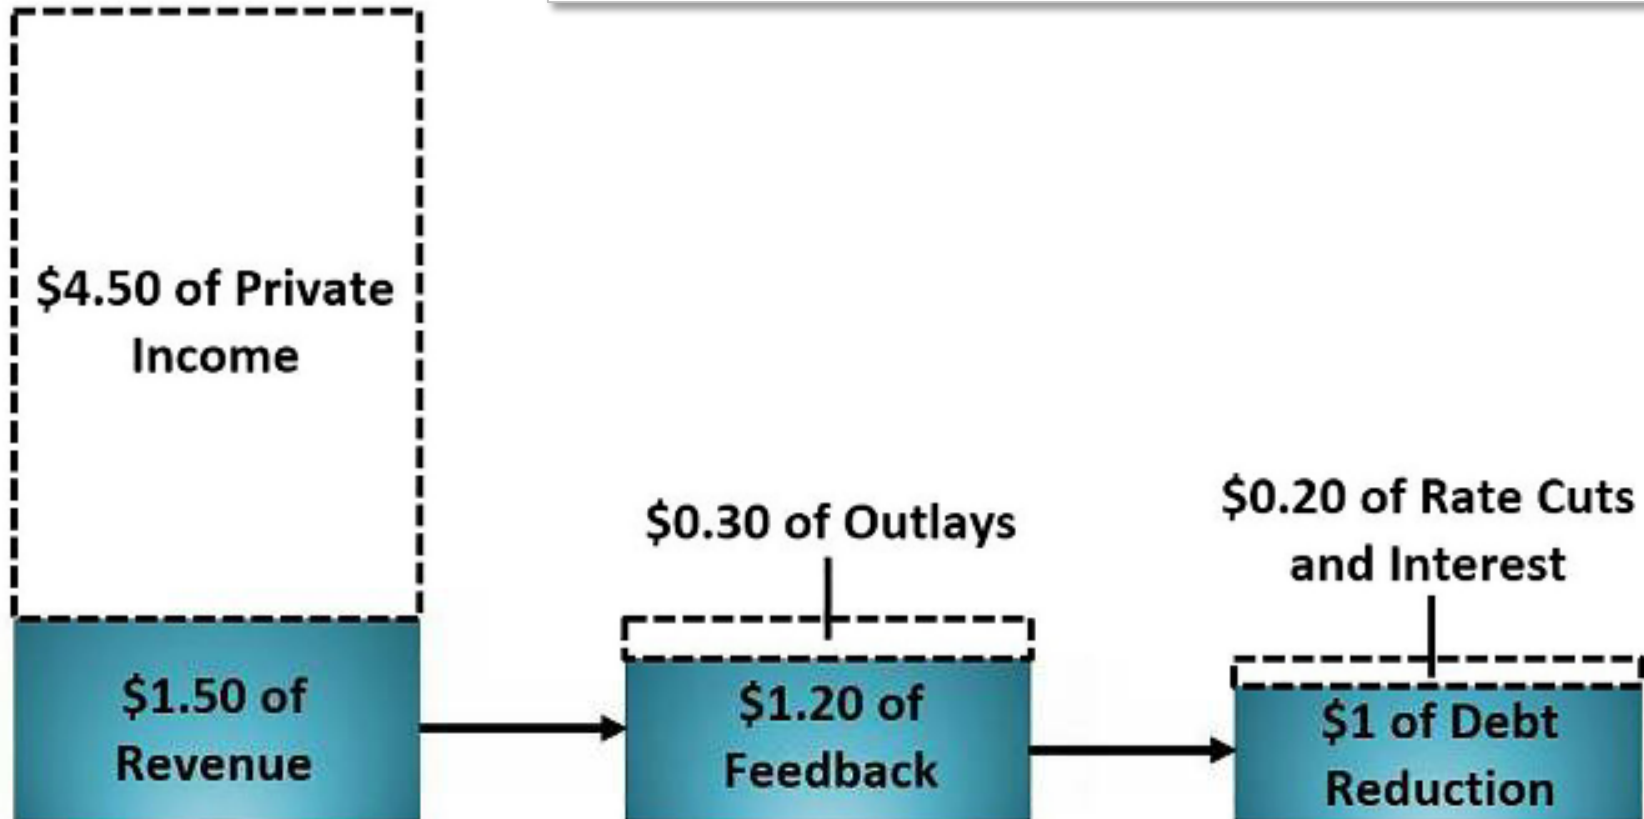 $4.50 of Private
Income
$1.50 of
Revenue
$0.30 of Outlays
$1.20 of
Feedback
$0.20 of Rate Cuts
and Interest
$1 of Debt
Reduction